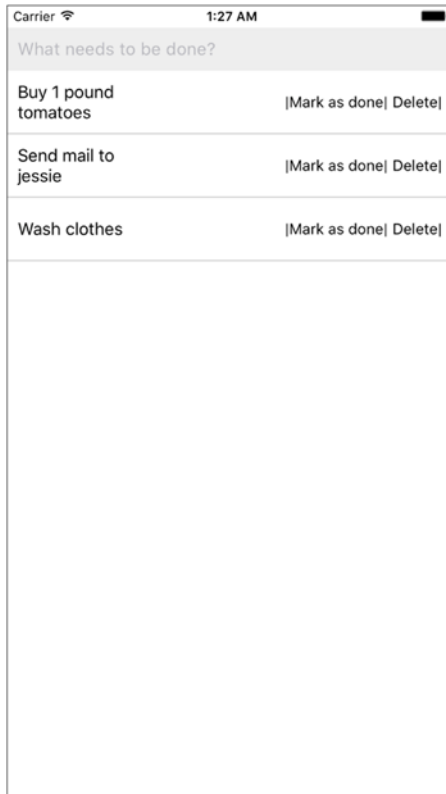 Carrier 1:27 AM
What needs to be done?
Buy 1 pound
tomatoes
|Mark as done| Delete|
Send mail to
jessie
|Mark as done| Delete|
Wash clothes |Mark as done| Delete|